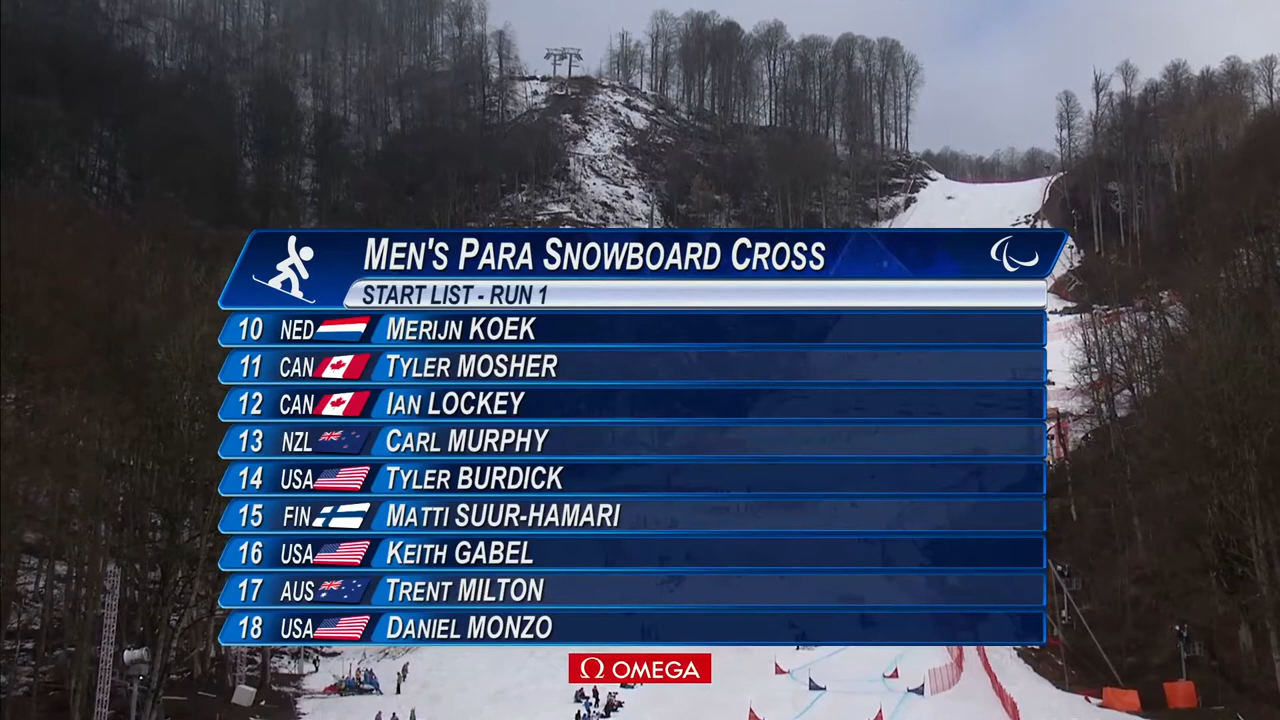 MEN'S PARA SNOWBOARD CROSS
START LIST - RUN 1
10 NED MERIJN KOEK
11 CAN TYLER MOSHER
12 CAN IAN LOCKEY
13 NZL CARL MURPHY
14 USA TYLER BURDICK
15 FIN MATTI SUUR-HAMARI
16 USA KEITH GABEL
17 AUS TRENT MILTON
18 USA DANIEL MONZO
Ω OMEGA